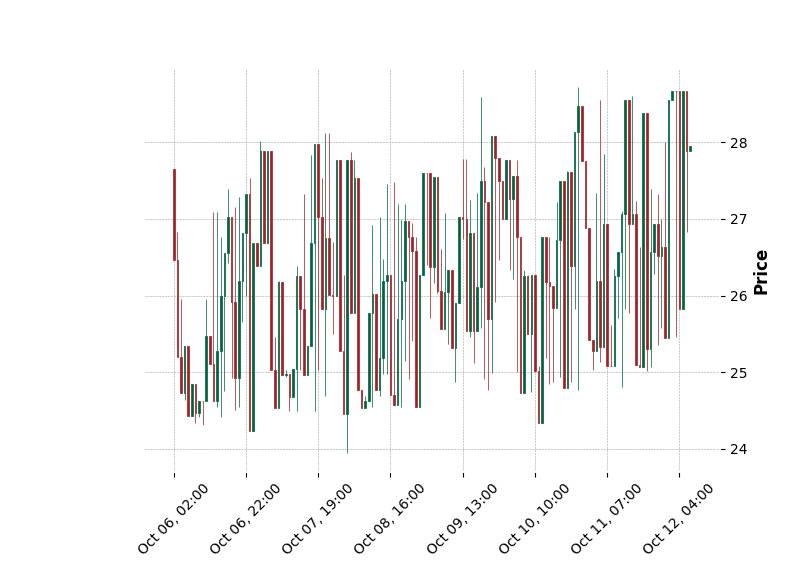 28
27
26
25
24
Price
Oct 06, 02:00
Oct 06, 22:00
Oct 07, 19:00
Oct 08, 16:00
Oct 09, 13:00
Oct 10, 10:00
Oct 11, 07:00
Oct 12, 04:00